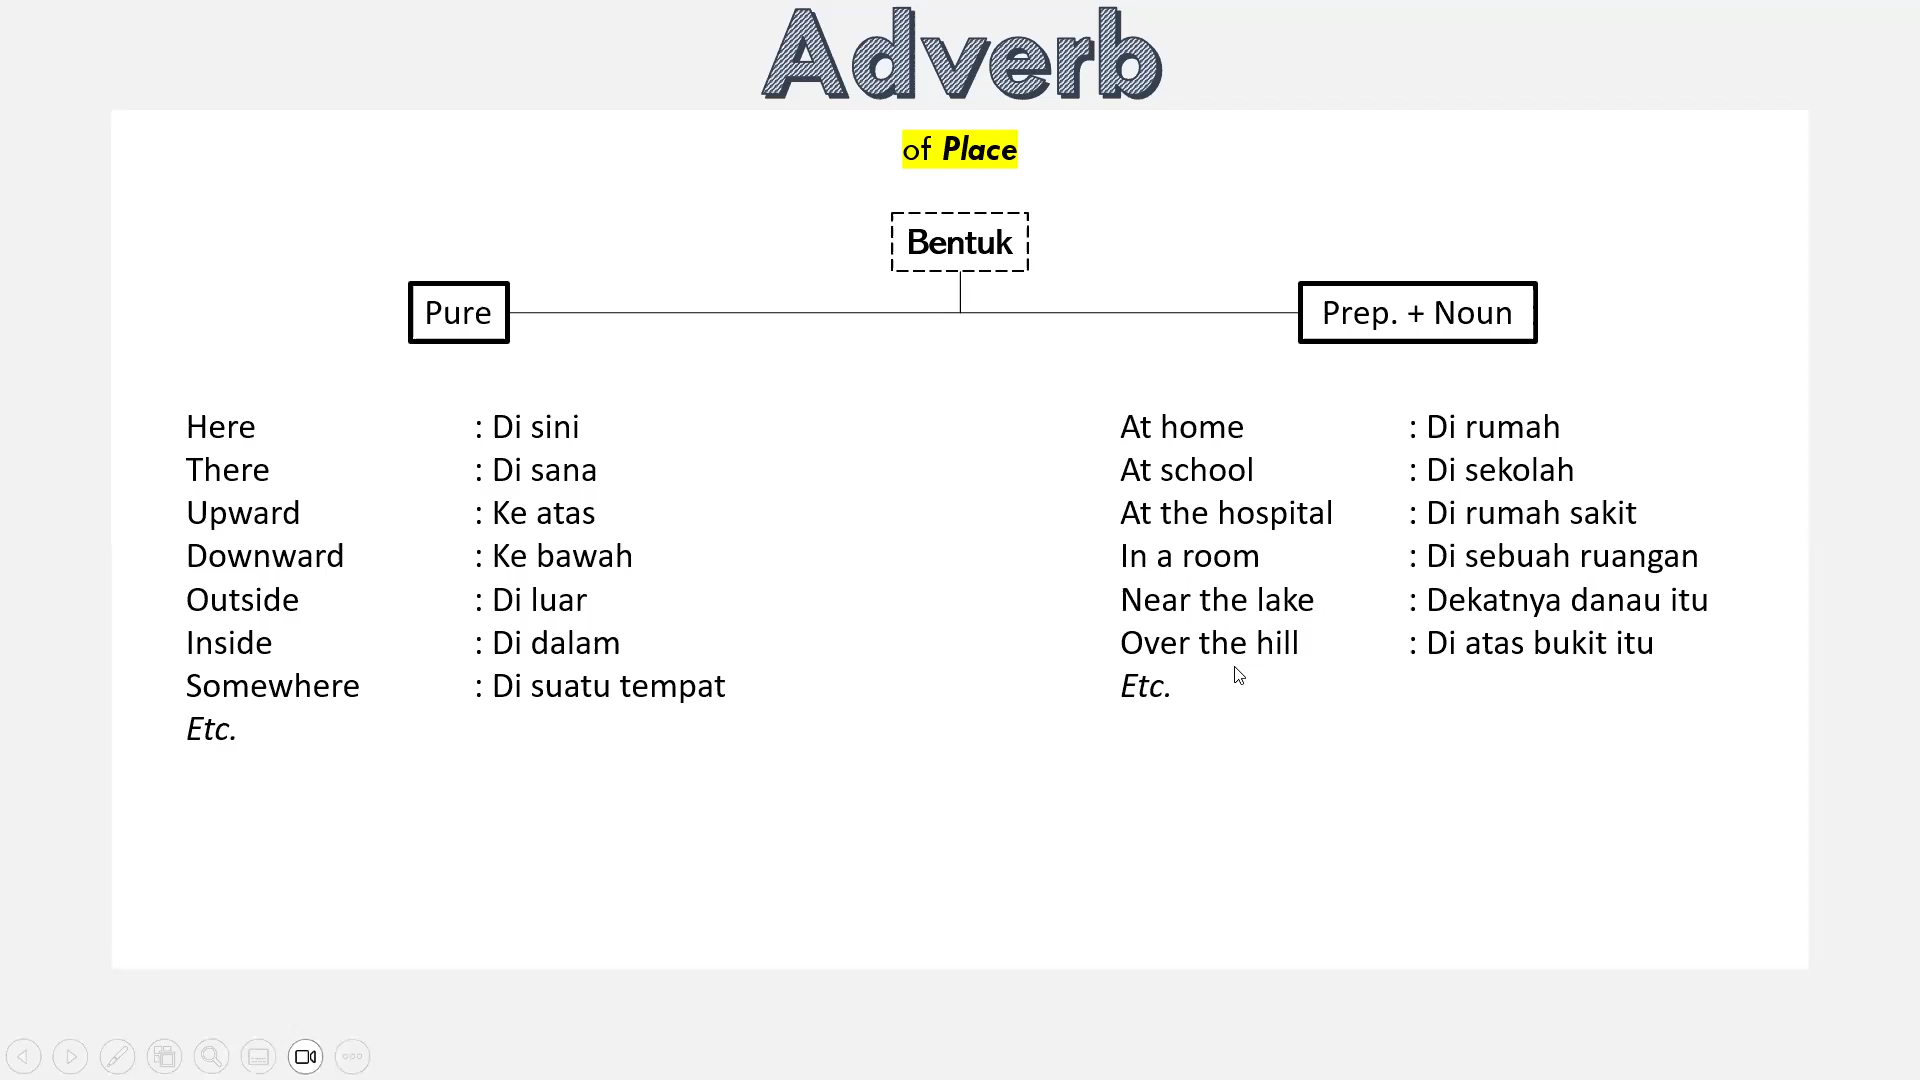 Adverb
of Place
Bentuk
Pure
Prep. + Noun
Here : Di sini
There : Di sana
Upward : Ke atas
Downward : Ke bawah
Outside : Di luar
Inside : Di dalam
Somewhere : Di suatu tempat
Etc.
At home : Di rumah
At school : Di sekolah
At the hospital : Di rumah sakit
In a room : Di sebuah ruangan
Near the lake : Dekatnya danau itu
Over the hill : Di atas bukit itu
Etc.